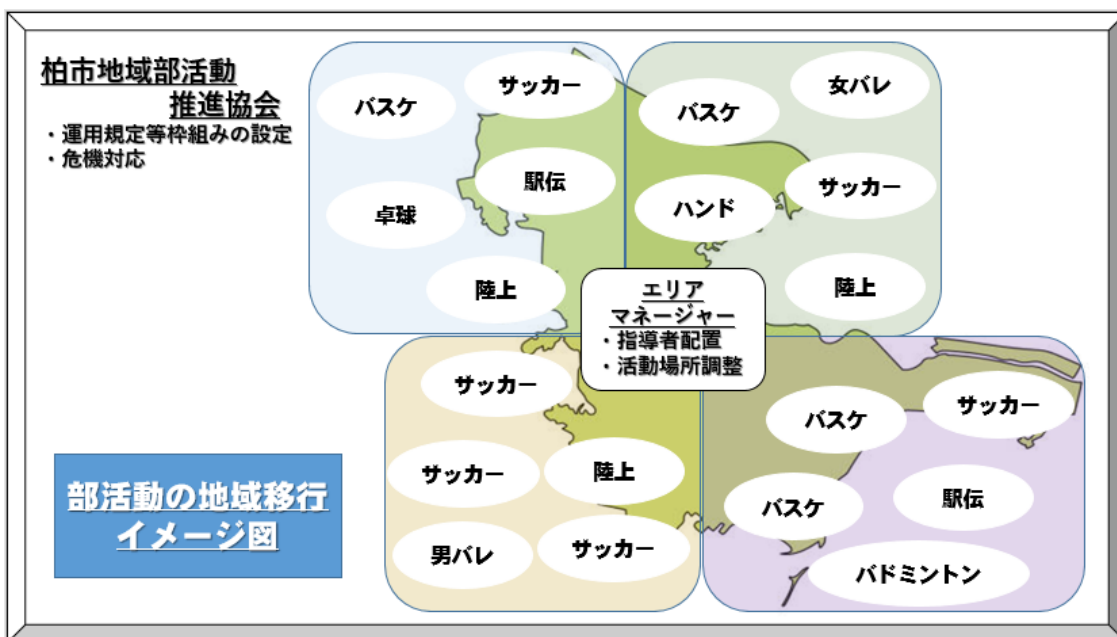 柏市地域部活動
推進協会
・運用規定等枠組みの設定
・危機対応
バスケ
サッカー
駅伝
卓球
陸上
バスケ
女バレ
サッカー
ハンド
陸上
エリア
マネージャー
・指導者配置
・活動場所調整
サッカー
サッカー
陸上
男バレ
サッカー
バスケ
サッカー
バスケ
駅伝
バドミントン
部活動の地域移行
イメージ図